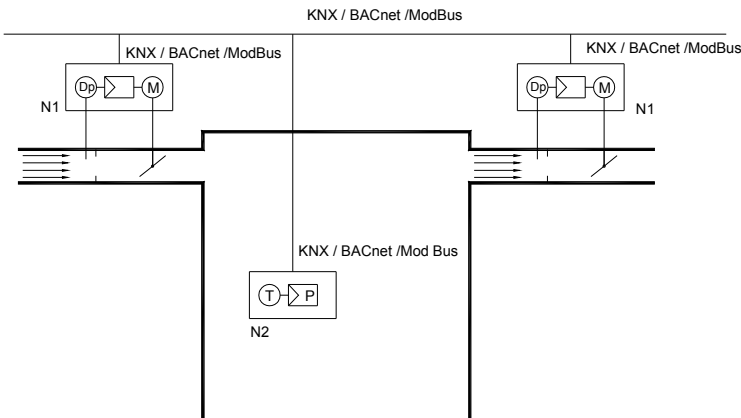 KNX / BACnet /ModBus
KNX / BACnet /ModBus
KNX / BACnet /ModBus
Dp
M
Dp
M
N1
N1
KNX / BACnet /Mod Bus
T
P
N2